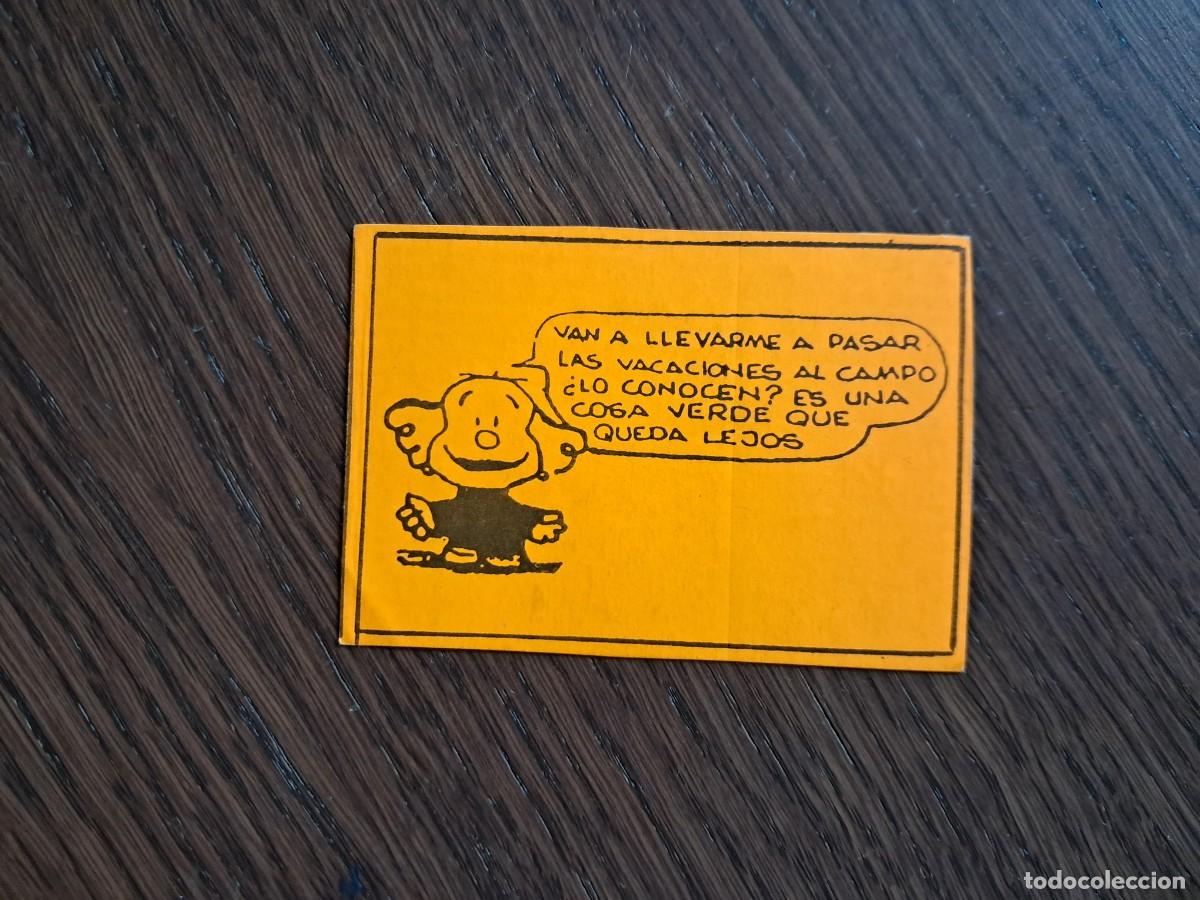 VAN A LLEVARME A PASAR
LAS VACACIONES AL CAMPO
¿LO CONOCEN? ES UNA
COSA VERDE QUE
QUEDA LEJOS
todocoleccion